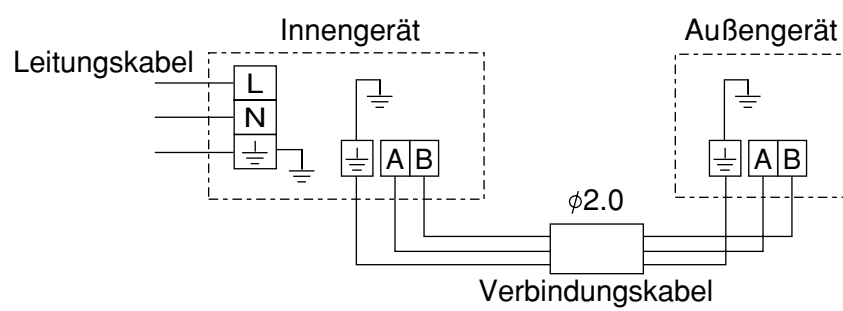 Innengerät
Außengerät
Leitungskabel
L
N
A B
A B
ϕ2.0
Verbindungskabel